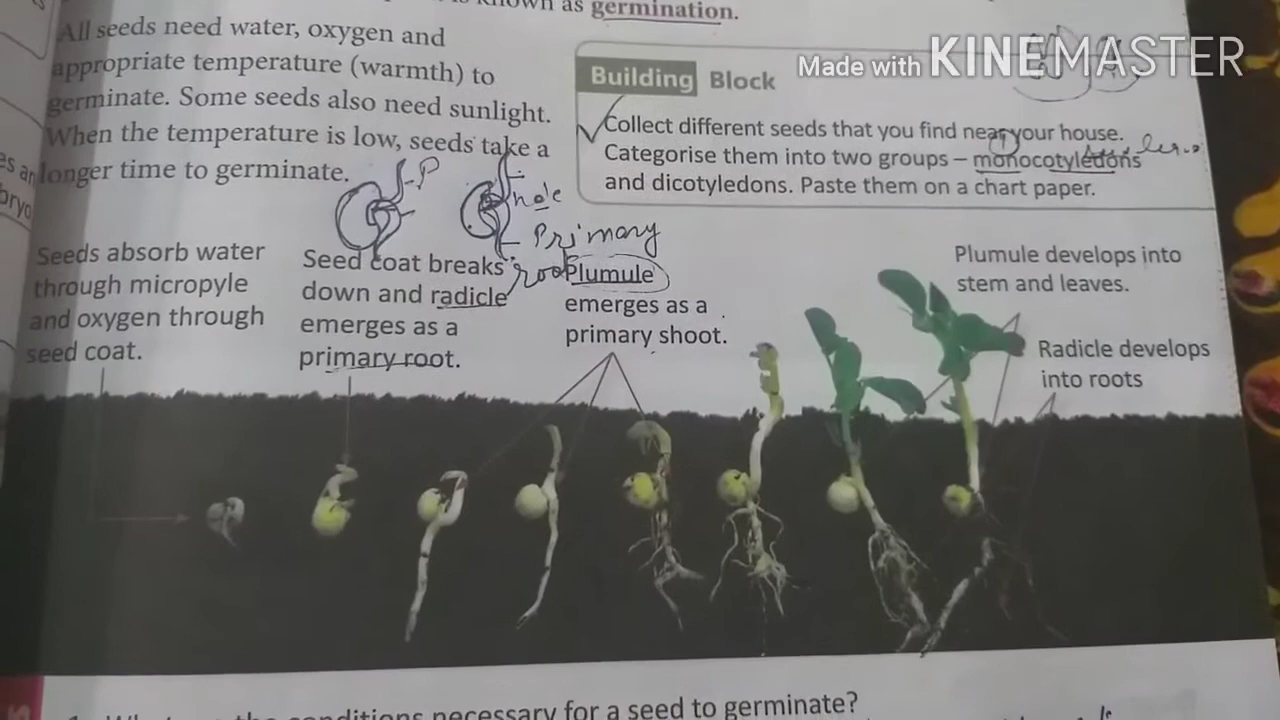 known as germination.
All seeds need water, oxygen and
appropriate temperature (warmth) to
germinate. Some seeds also need sunlight.
When the temperature is low, seeds take a
longer time to germinate.
Made with KINEMASTER
Building Block
Collect different seeds that you find near your house.
Categorise them into two groups – monocotyledons
and dicotyledons. Paste them on a chart paper.
P
hole
Primary
root
Seeds absorb water
through micropyle
and oxygen through
seed coat.
Seed coat breaks
down and radicle
emerges as a
primary root.
Plumule
emerges as a
primary shoot.
Plumule develops into
stem and leaves.
Radicle develops
into roots
conditions necessary for a seed to germinate?